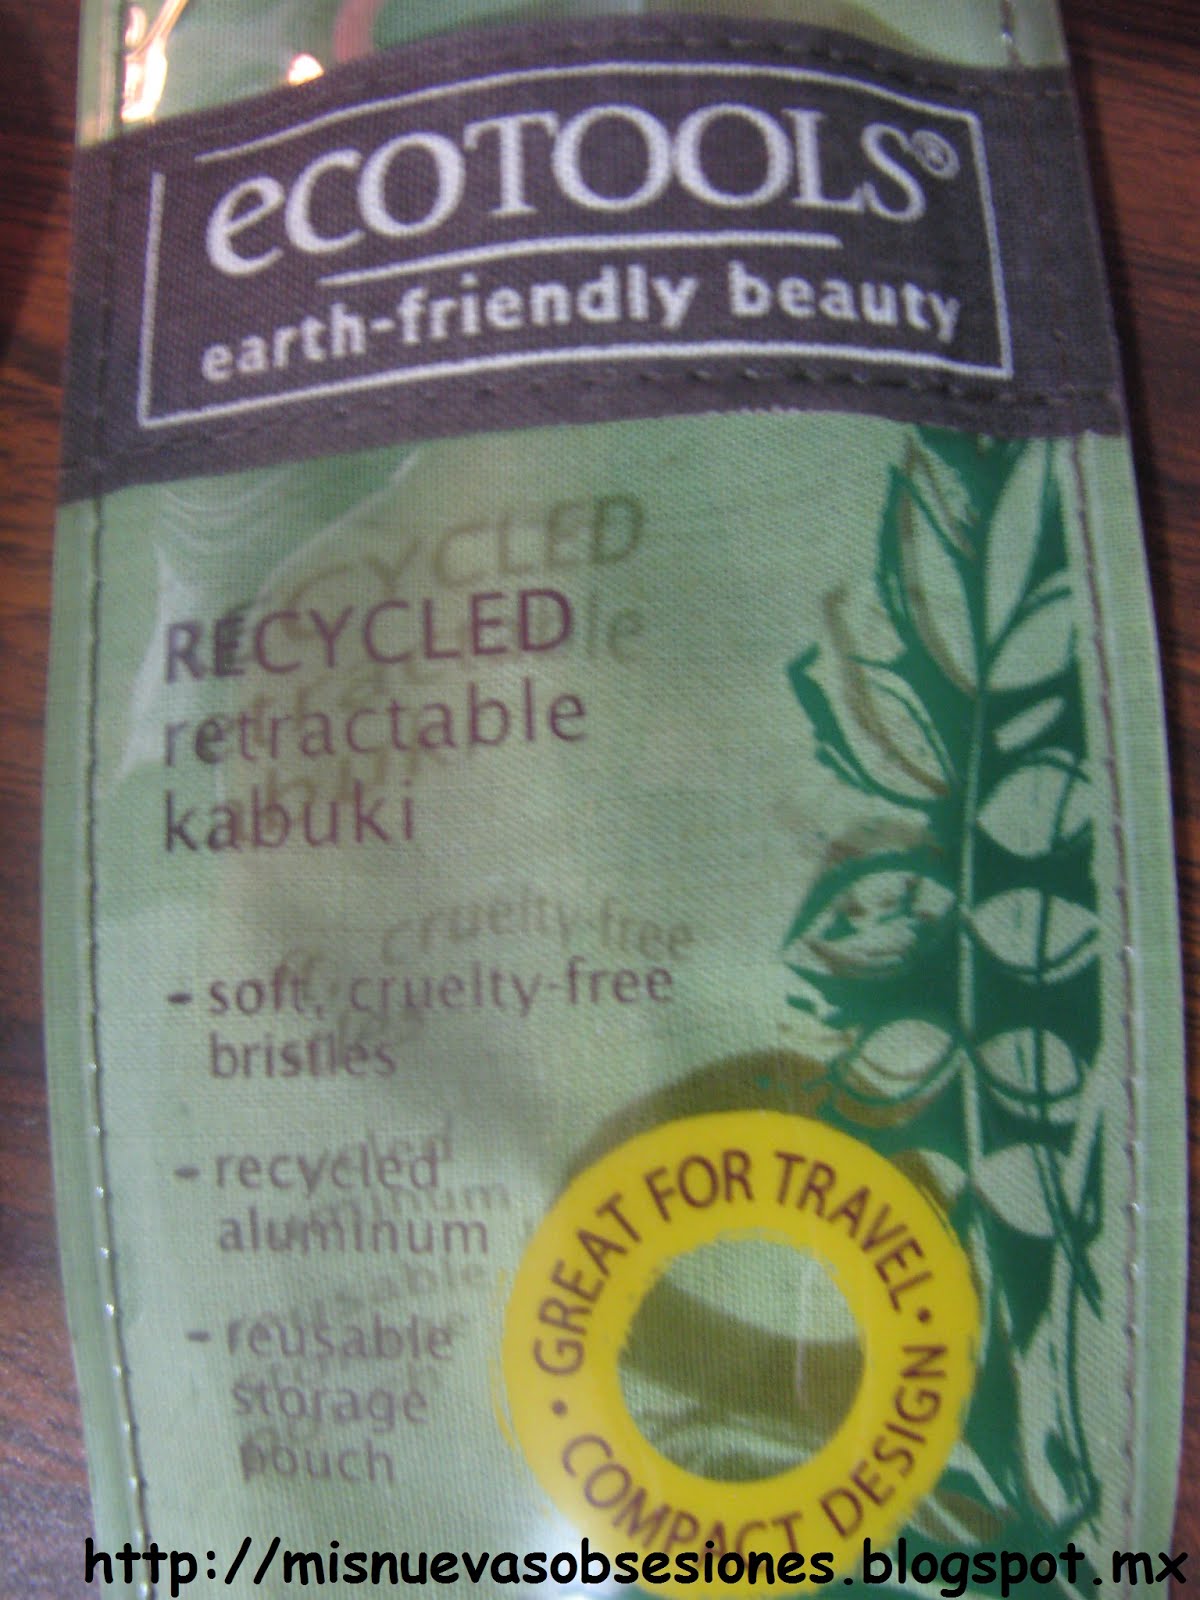 ecoTOOLS®
earth-friendly beauty
RECYCLED
retractable
kabuki
- soft, cruelty-free
bristles
- recycled
aluminum
- reusable
storage
pouch
• GREAT FOR TRAVEL •
COMPACT DESIGN
http://misnuevasobsesiones.blogspot.mx